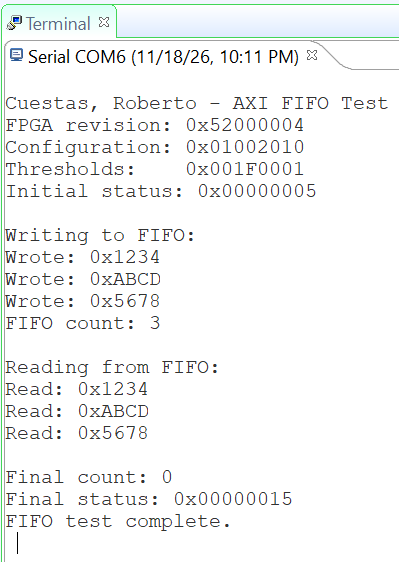 Terminal
Serial COM6 (11/18/26, 10:11 PM)
Cuestas, Roberto - AXI FIFO Test
FPGA revision: 0x52000004
Configuration: 0x01002010
Thresholds:    0x001F0001
Initial status: 0x00000005
Writing to FIFO:
Wrote: 0x1234
Wrote: 0xABCD
Wrote: 0x5678
FIFO count: 3
Reading from FIFO:
Read: 0x1234
Read: 0xABCD
Read: 0x5678
Final count: 0
Final status: 0x00000015
FIFO test complete.